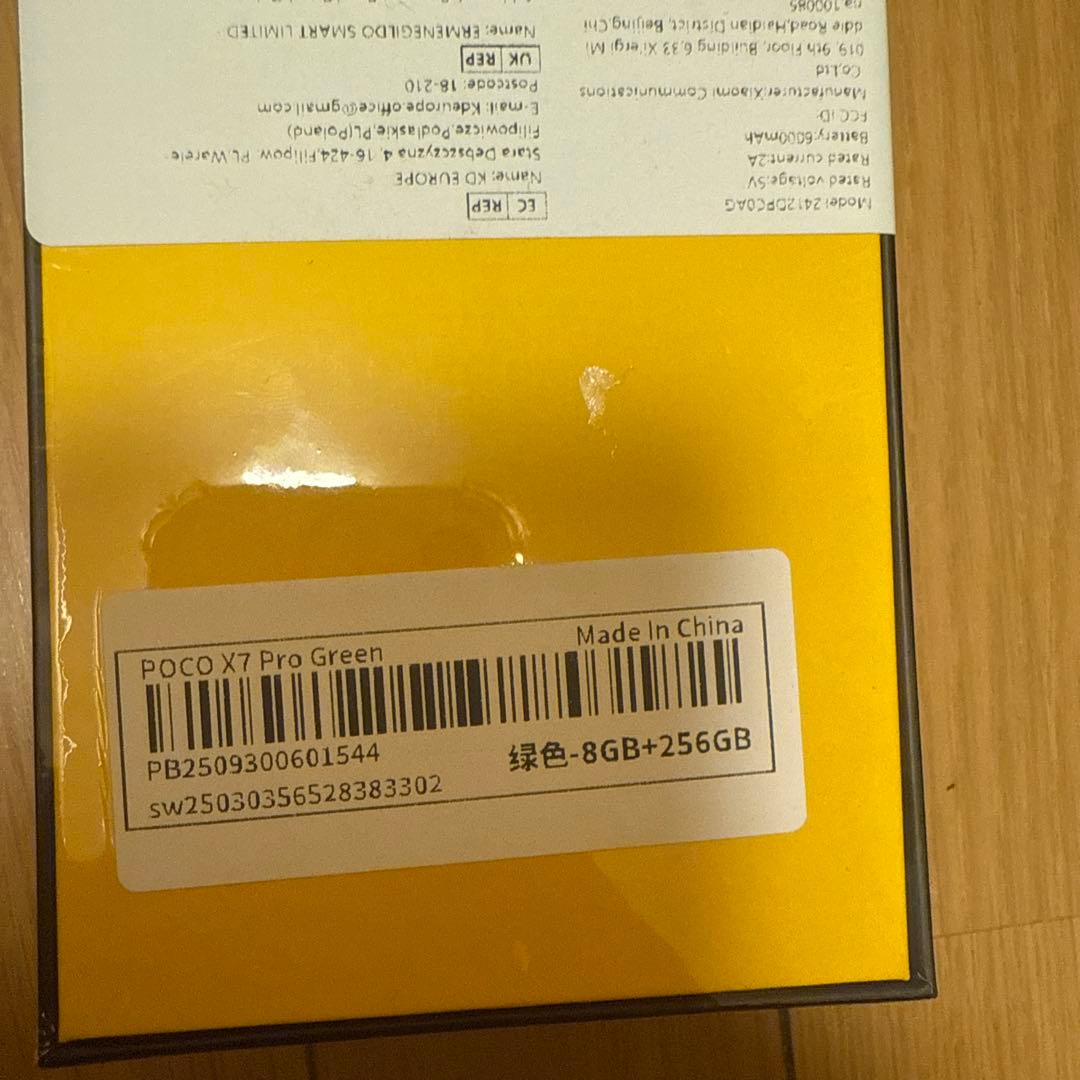 POCO X7 Pro Green
Made In China
PB2509300601544
绿色-8GB+256GB
sw25030356528383302
Model:2412DPC0AG
Rated voltage:5V
Rated current:2A
Battery:6000mAh
FCC ID:
Manufacturer:Xiaomi Communications
Co,Ltd
019, 9th Floor, Building 6,33 Xi'ergi Mi
ddle Road,Haidian District, Beijing,Chi
na,100085
EC REP
Name: KD EUROPE
Stara Debszczyzna 4, 16-424,Filipow, PL.Warele
Filipowicze,Podlaskie,PL(Poland)
E-mail: Kdeurope.office@gmail.com
Postcode: 18-210
UK REP
Name: ERMENEGILDO SMART LIMITED